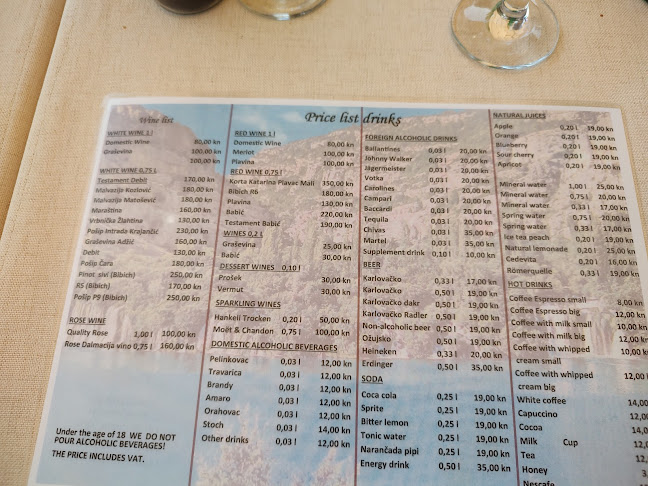 Wine list
WHITE WINE 1 l
Domestic Wine 80,00 kn
Graševina 100,00 kn
100,00 kn
WHITE WINE 0,75 L
Testament Debit 170,00 kn
Malvazija Kozlović 180,00 kn
Malvazija Matošević 180,00 kn
Maraština 160,00 kn
Vrbnička Žlahtina 130,00 kn
Pošip Intrada Krajančić 230,00 kn
Graševina Adžić 160,00 kn
Debit 130,00 kn
Pošip Čara 180,00 kn
Pinot sivi (Bibich) 250,00 kn
R5 (Bibich) 170,00 kn
Pošip P9 (Bibich) 250,00 kn
ROSE WINE
Quality Rose 1,00 l 100,00 kn
Rose Dalmacija vino 0,75 l 160,00 kn
Under the age of 18 WE DO NOT
POUR ALCOHOLIC BEVERAGES!
THE PRICE INCLUDES VAT.
Price list drinks
RED WINE 1 l
Domestic Wine 80,00 kn
Merlot 100,00 kn
Plavina 100,00 kn
RED WINE 0,75 l
Korta Katarina Plavac Mali 350,00 kn
Bibich R6 180,00 kn
Plavina 130,00 kn
Babić 220,00 kn
Testament Babić 190,00 kn
WINES 0,2 L
Graševina 25,00 kn
Babić 30,00 kn
DESSERT WINES 0,10 l
Prošek 30,00 kn
Vermut 30,00 kn
SPARKLING WINES
Hankell Trocken 0,20 l 50,00 kn
Moët & Chandon 0,75 l 100,00 kn
DOMESTIC ALCOHOLIC BEVERAGES
Pelinkovac 0,03 l 12,00 kn
Travarica 0,03 l 12,00 kn
Brandy 0,03 l 12,00 kn
Amaro 0,03 l 12,00 kn
Orahovac 0,03 l 12,00 kn
Stoch 0,03 l 14,00 kn
Other drinks 0,03 l 12,00 kn
FOREIGN ALCOHOLIC DRINKS
Ballantines 0,03 l 20,00 kn
Johnny Walker 0,03 l 20,00 kn
Jägermeister 0,03 l 20,00 kn
Votka 0,03 l 20,00 kn
Carolines 0,03 l 20,00 kn
Campari 0,03 l 20,00 kn
Baccardi 0,03 l 20,00 kn
Tequila 0,03 l 20,00 kn
Chivas 0,03 l 35,00 kn
Martel 0,03 l 35,00 kn
Supplement drink 0,10 l 10,00 kn
BEER
Karlovačko 0,33 l 17,00 kn
Karlovačko 0,50 l 19,00 kn
Karlovačko dakr 0,50 l 19,00 kn
Karlovačko Radler 0,50 l 19,00 kn
Non-alcoholic beer 0,50 l 19,00 kn
Ožujsko 0,50 l 19,00 kn
Heineken 0,33 l 20,00 kn
Erdinger 0,50 l 35,00 kn
SODA
Coca cola 0,25 l 19,00 kn
Sprite 0,25 l 19,00 kn
Bitter lemon 0,25 l 19,00 kn
Tonic water 0,25 l 19,00 kn
Narančada pipi 0,25 l 19,00 kn
Energy drink 0,50 l 35,00 kn
NATURAL JUICES
Apple 0,20 l 19,00 kn
Orange 0,20 l 19,00 kn
Blueberry 0,20 l 19,00 kn
Sour cherry 0,20 l 19,00 kn
Apricot 0,20 l 19,00 kn
Mineral water 1,00 l 25,00 kn
Mineral water 0,75 l 20,00 kn
Mineral water 0,33 l 17,00 kn
Spring water 0,75 l 20,00 kn
Spring water 0,33 l 17,00 kn
Ice tea peach 0,20 l 19,00 kn
Natural lemonade 0,20 l 25,00 kn
Cedevita 0,20 l 16,00 kn
Römerquelle 0,33 l 19,00 kn
HOT DRINKS
Coffee Espresso small 8,00 kn
Coffee Espresso big 12,00 kn
Coffee with milk small 10,00 kn
Coffee with milk big 12,00 kn
Coffee with whipped 10,00 kn
cream small
Coffee with whipped 12,00
cream big
White coffee 14,00
Capuccino 12,00
Cocoa 14,00
Milk Cup 12,00
Tea 12,00
Honey 3,
Nescafe